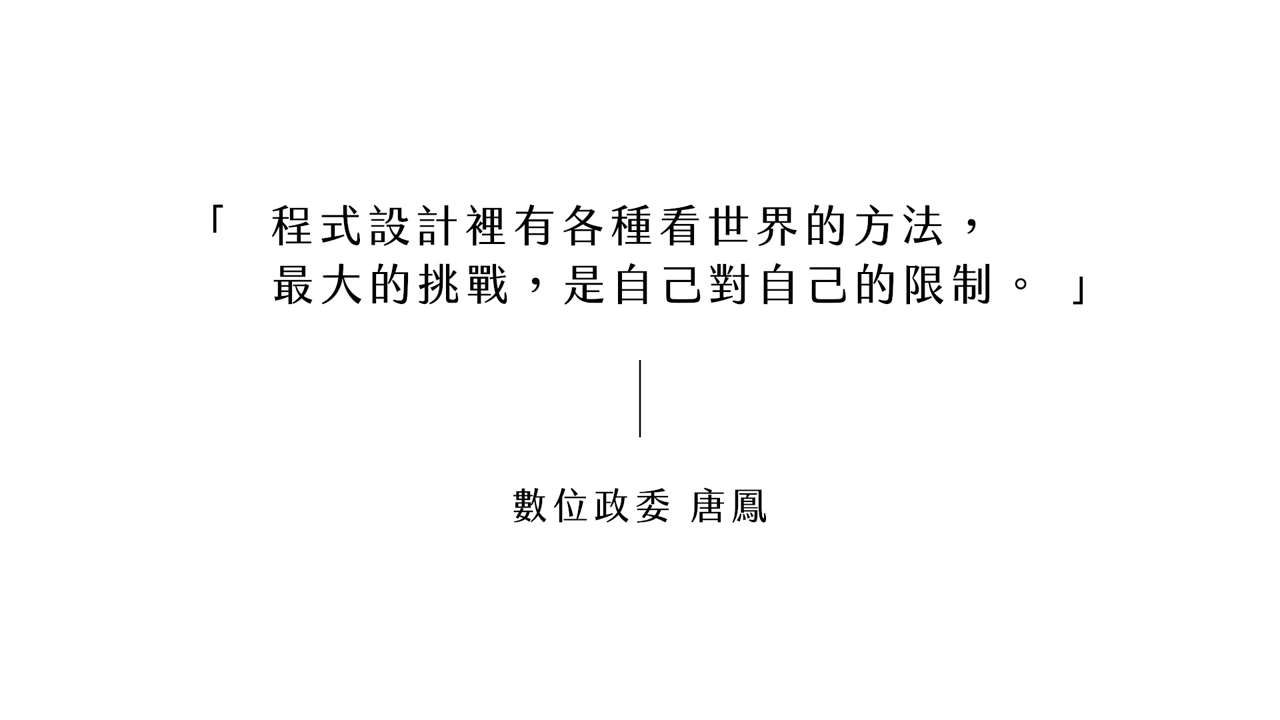 「 程式設計裡有各種看世界的方法，
最大的挑戰，是自己對自己的限制。 」
數位政委 唐鳳